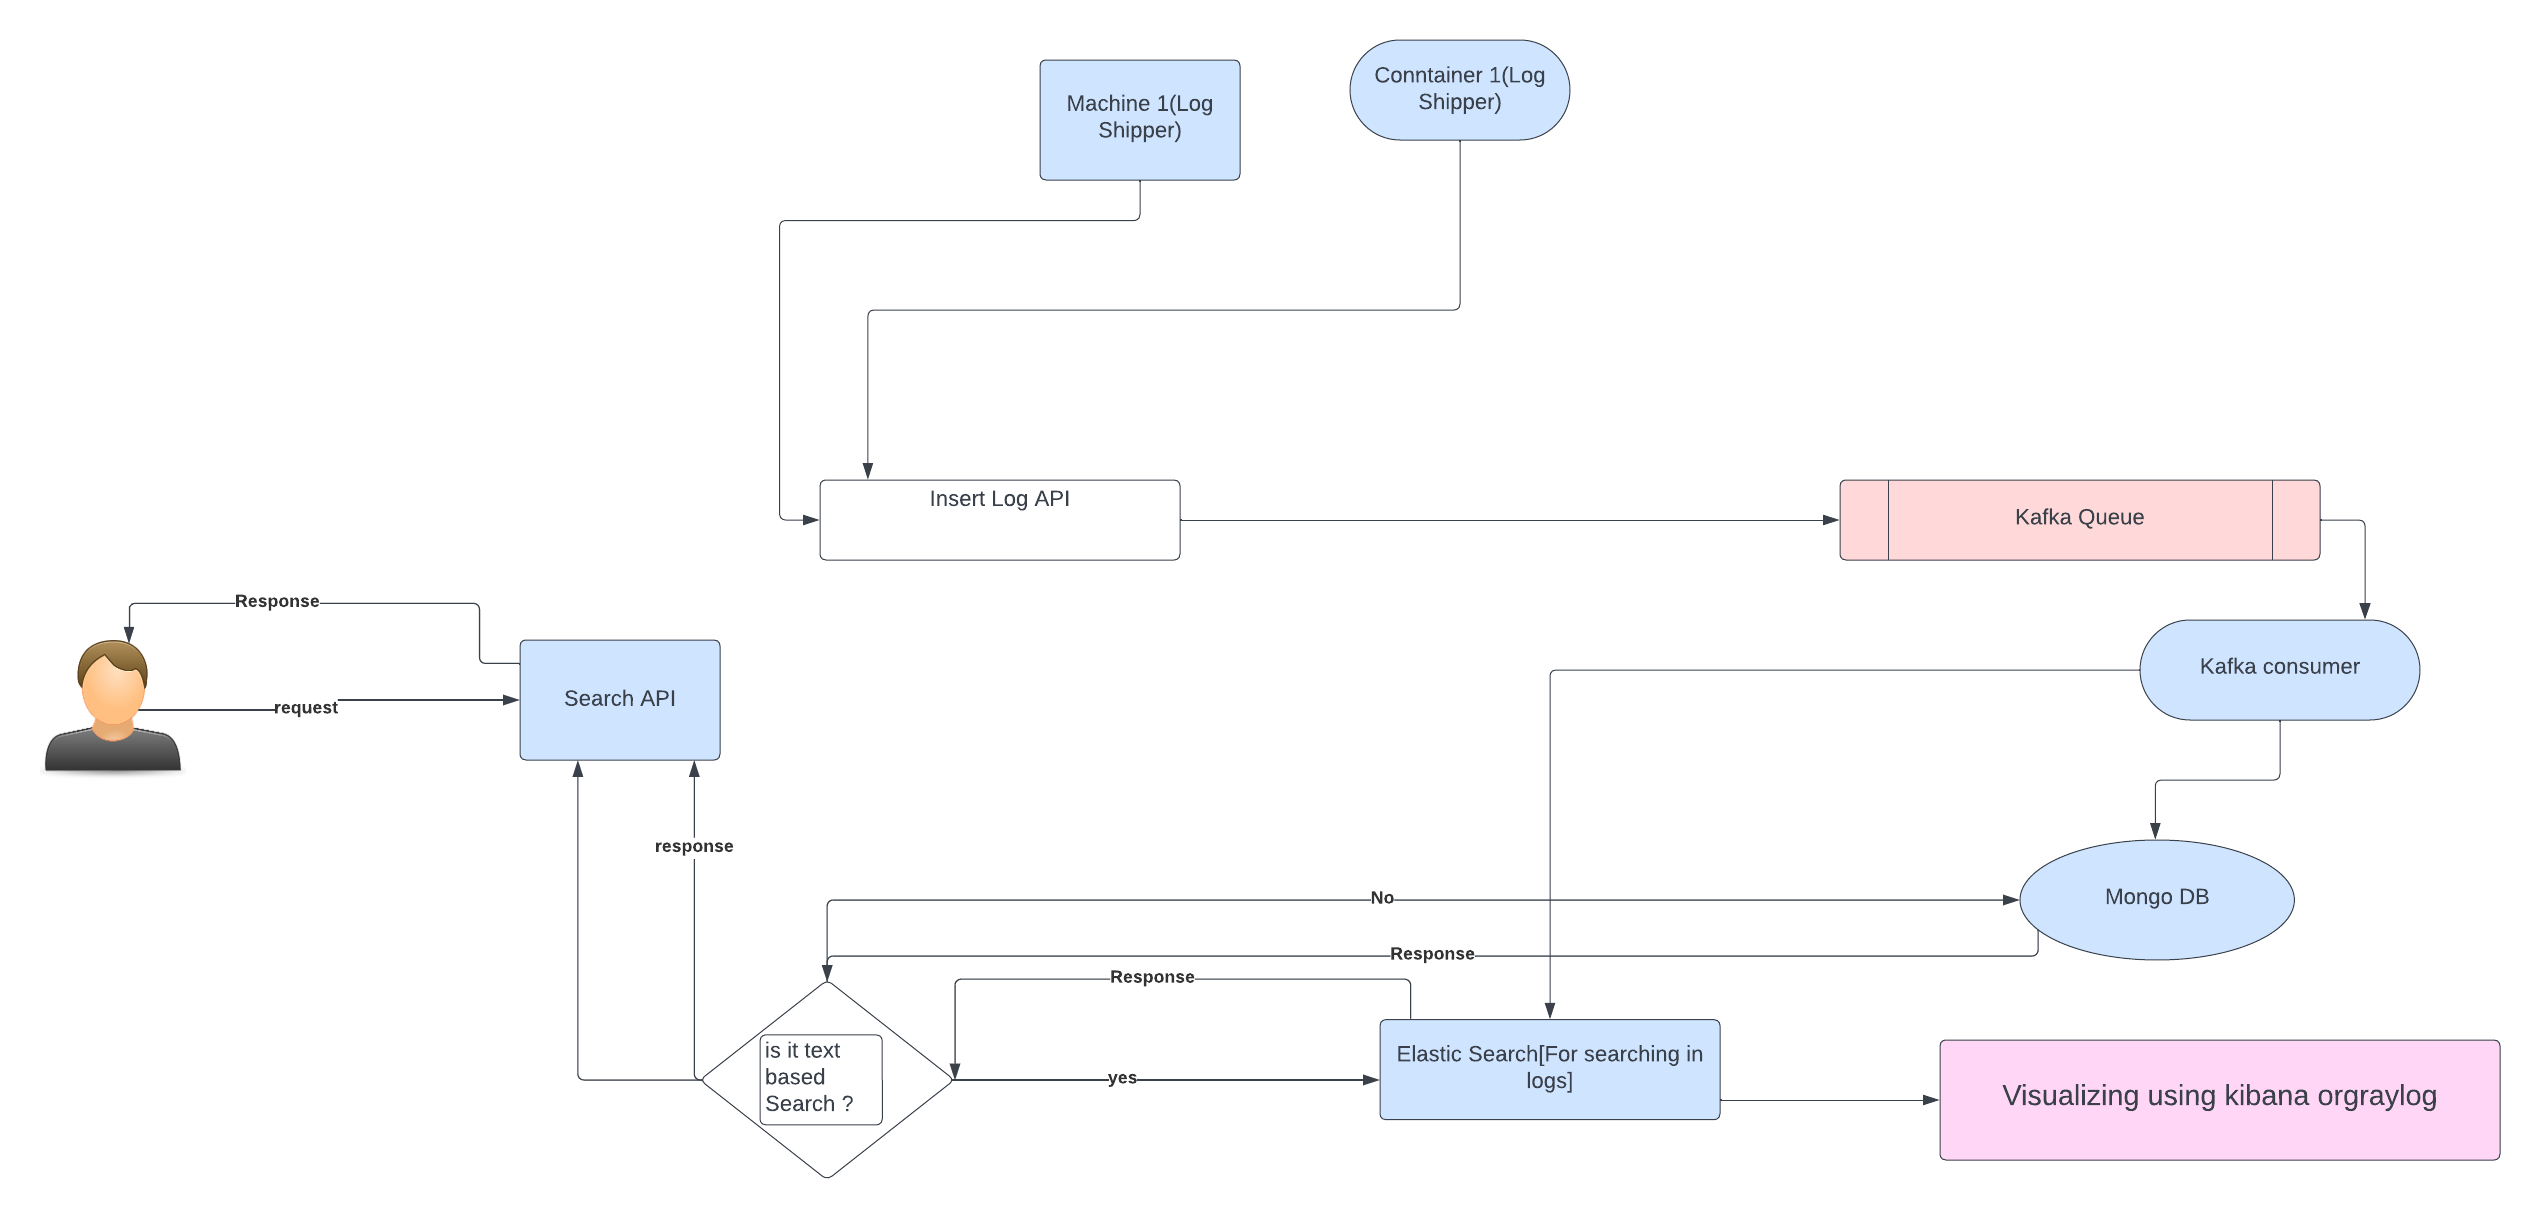 Conntainer 1(Log
Shipper)
Machine 1(Log
Shipper)
Insert Log API
Kafka Queue
Response
Kafka consumer
Search API
request
response
No
Mongo DB
Response
Response
is it text
based
Search ?
yes
Elastic Search[For searching in
logs]
Visualizing using kibana orgraylog